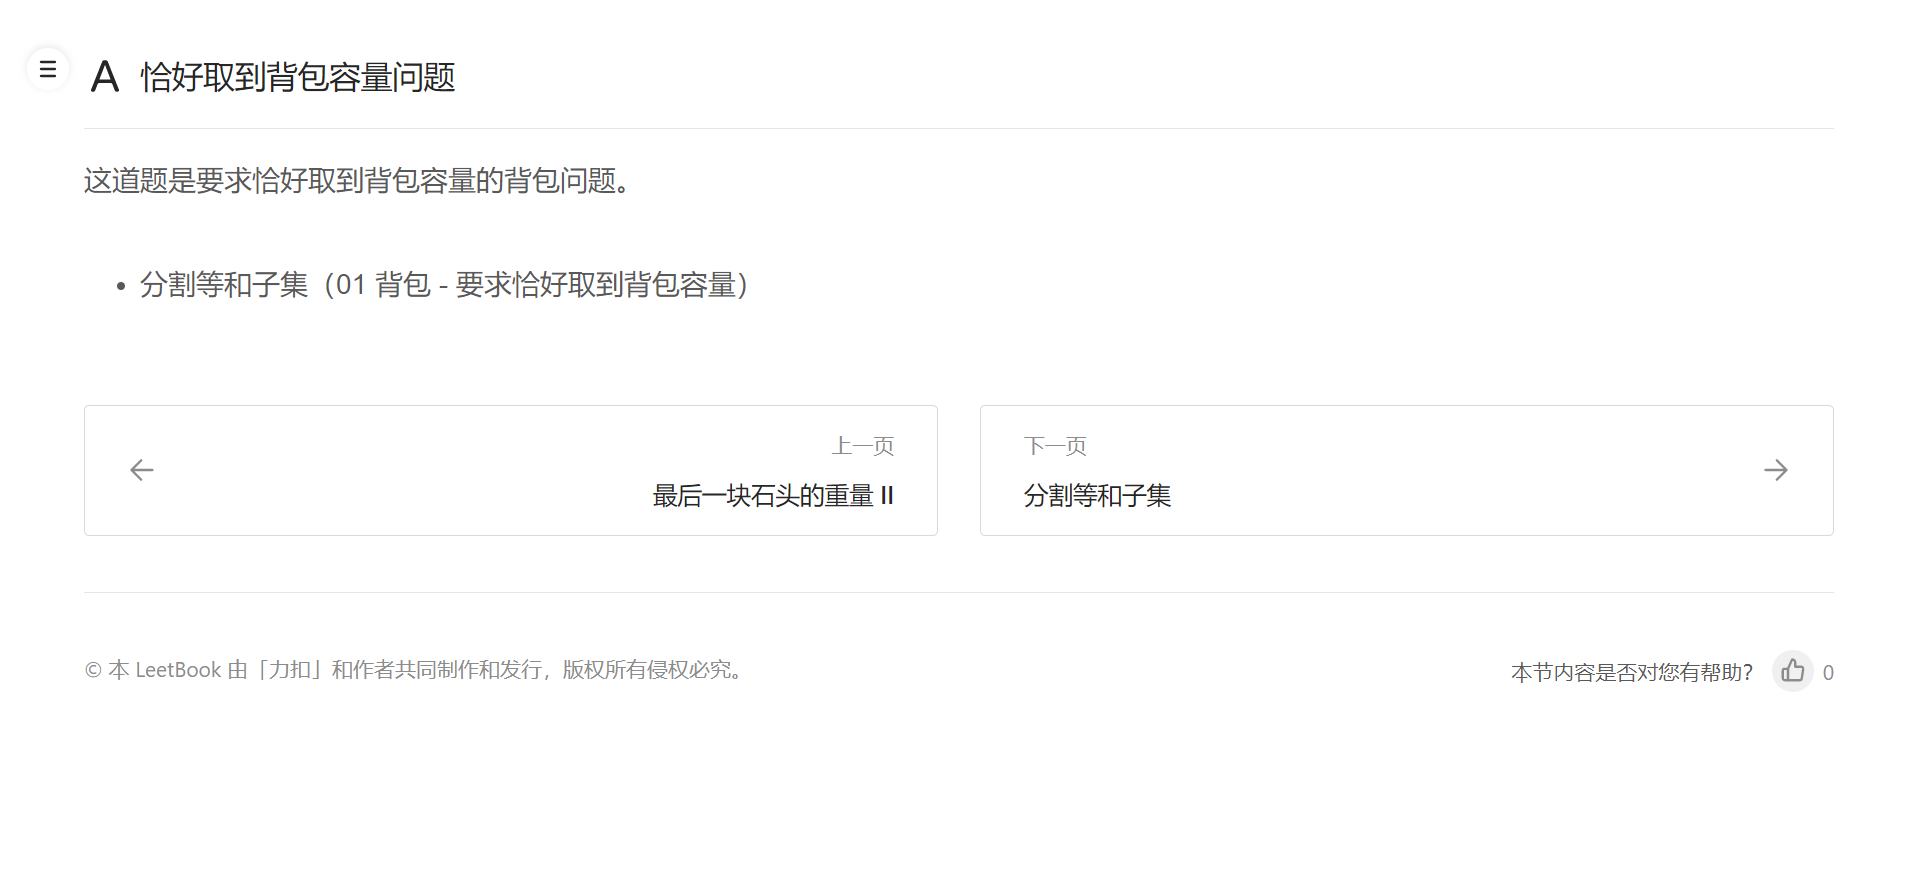 A 恰好取到背包容量问题
这道题是要求恰好取到背包容量的背包问题。
分割等和子集（01 背包 - 要求恰好取到背包容量）
上一页
最后一块石头的重量 II
下一页
分割等和子集
© 本 LeetBook 由「力扣」和作者共同制作和发行，版权所有侵权必究。
本节内容是否对您有帮助？ 0